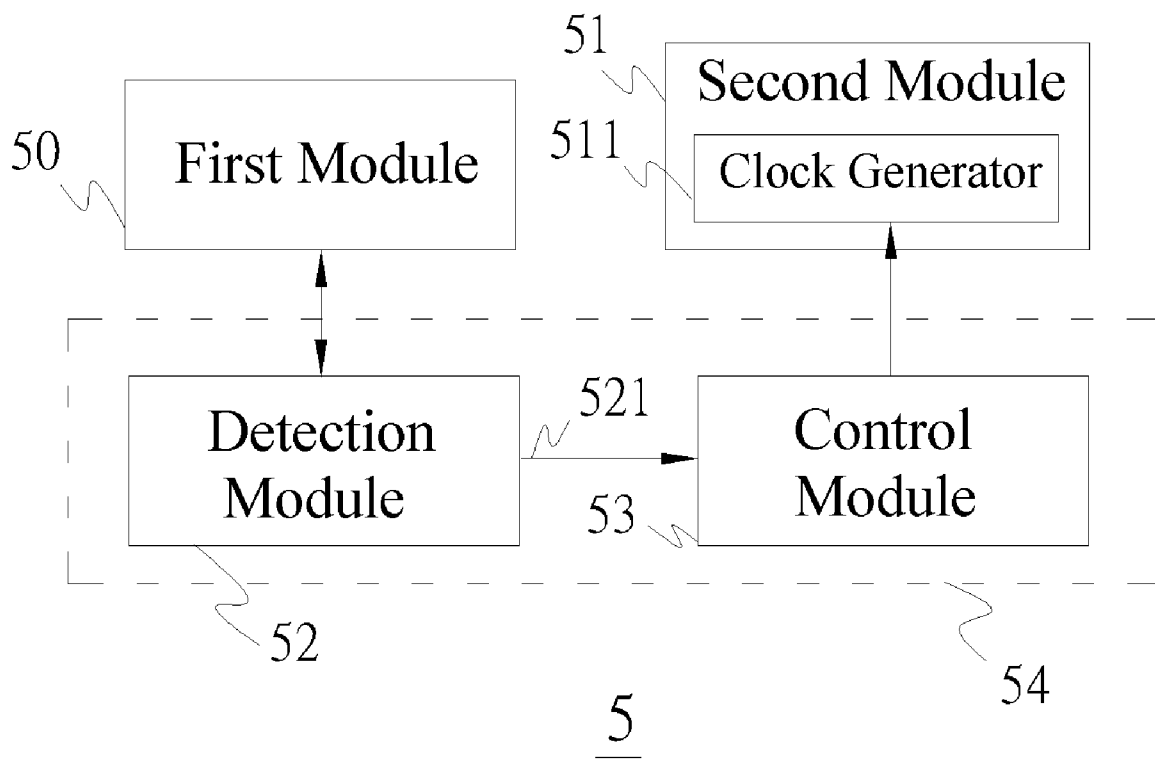 51
Second Module
50
First Module
511
Clock Generator
Detection
Module
521
Control
Module
53
52
54
5